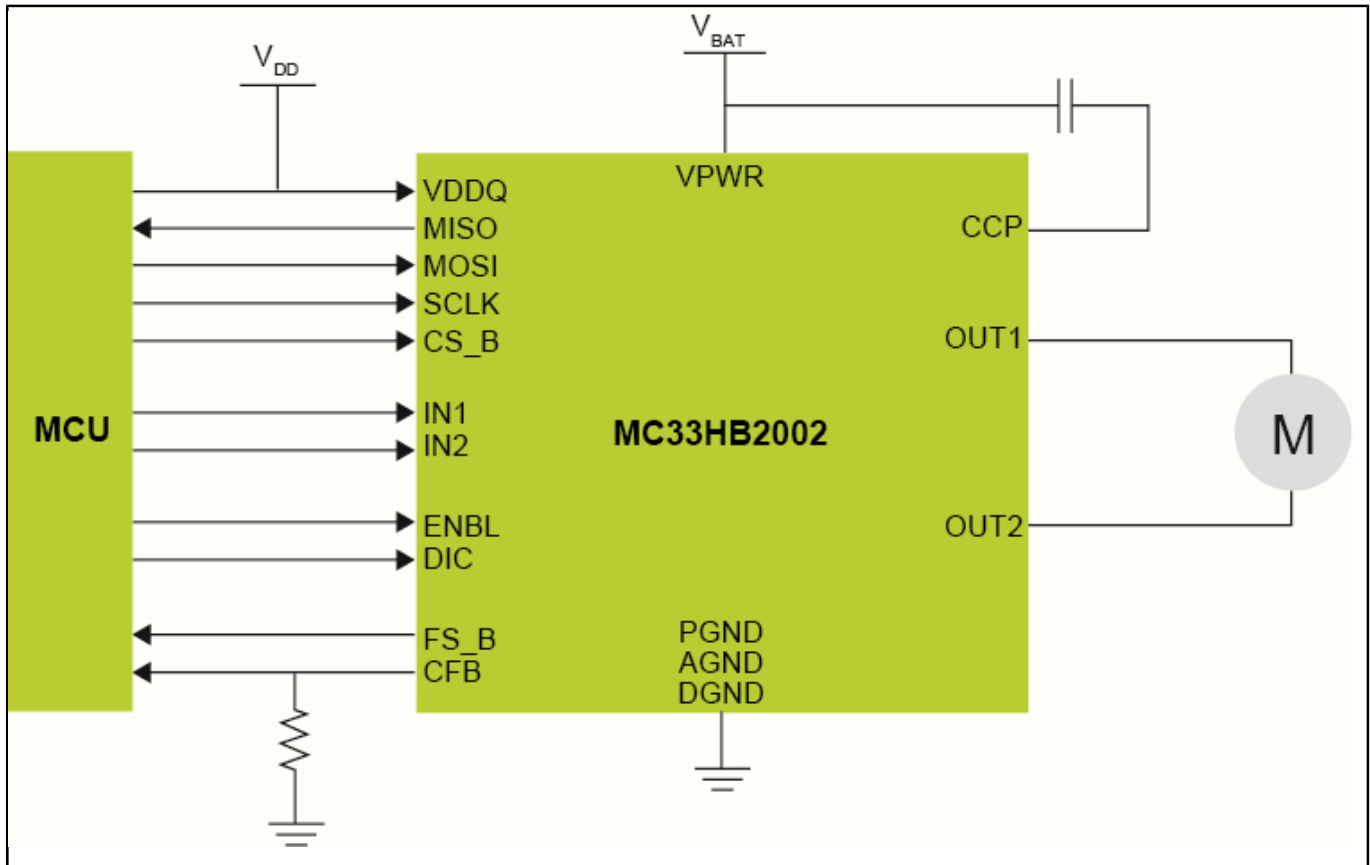 VDD
VBAT
VPWR
VDDQ
MISO
MOSI
SCLK
CS_B
IN1
IN2
ENBL
DIC
FS_B
CFB
MCU
MC33HB2002
CCP
OUT1
OUT2
M
PGND
AGND
DGND